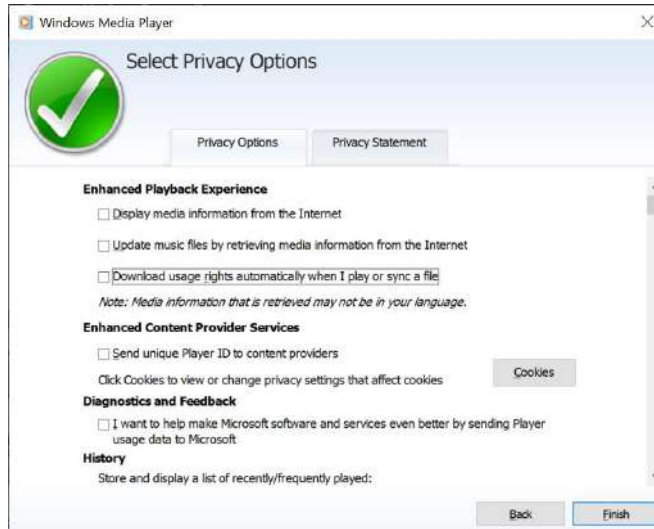 Windows Media Player
Select Privacy Options
Privacy Options
Privacy Statement
Enhanced Playback Experience
Display media information from the Internet
Update music files by retrieving media information from the Internet
Download usage rights automatically when I play or sync a file
Note: Media information that is retrieved may not be in your language.
Enhanced Content Provider Services
Send unique Player ID to content providers
Click Cookies to view or change privacy settings that affect cookies
Cookies
Diagnostics and Feedback
I want to help make Microsoft software and services even better by sending Player
usage data to Microsoft
History
Store and display a list of recently/frequently played:
Back
Finish